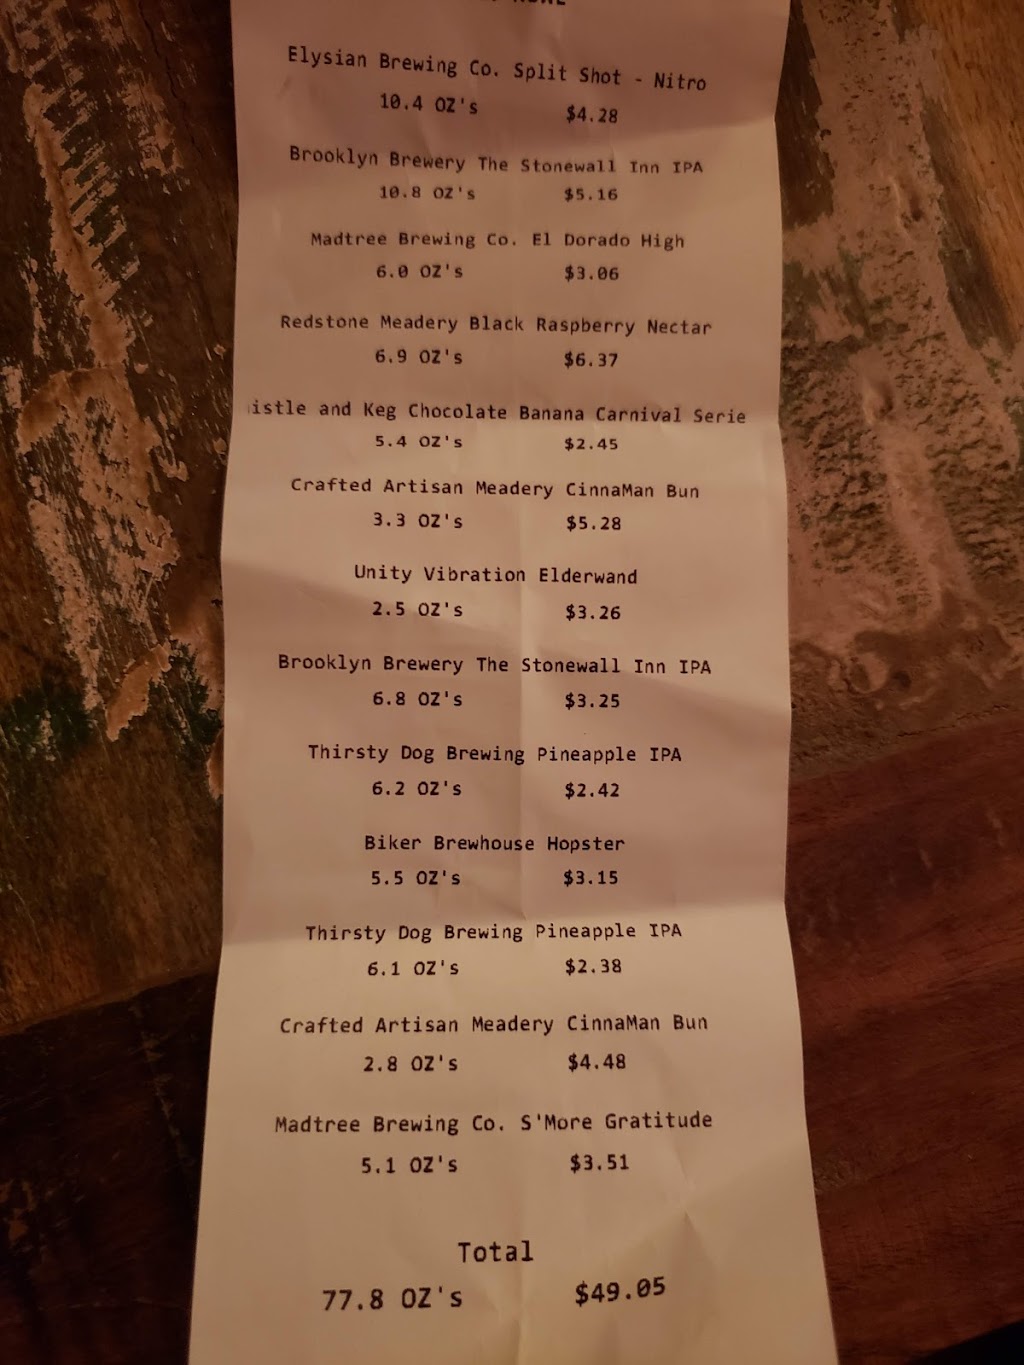 Elysian Brewing Co. Split Shot - Nitro
10.4 OZ's $4.28
Brooklyn Brewery The Stonewall Inn IPA
10.8 OZ's $5.16
Madtree Brewing Co. El Dorado High
6.0 OZ's $3.06
Redstone Meadery Black Raspberry Nectar
6.9 OZ's $6.37
istle and Keg Chocolate Banana Carnival Serie
5.4 OZ's $2.45
Crafted Artisan Meadery CinnaMan Bun
3.3 OZ's $5.28
Unity Vibration Elderwand
2.5 OZ's $3.26
Brooklyn Brewery The Stonewall Inn IPA
6.8 OZ's $3.25
Thirsty Dog Brewing Pineapple IPA
6.2 OZ's $2.42
Biker Brewhouse Hopster
5.5 OZ's $3.15
Thirsty Dog Brewing Pineapple IPA
6.1 OZ's $2.38
Crafted Artisan Meadery CinnaMan Bun
2.8 OZ's $4.48
Madtree Brewing Co. S'More Gratitude
5.1 OZ's $3.51
Total
77.8 OZ's $49.05